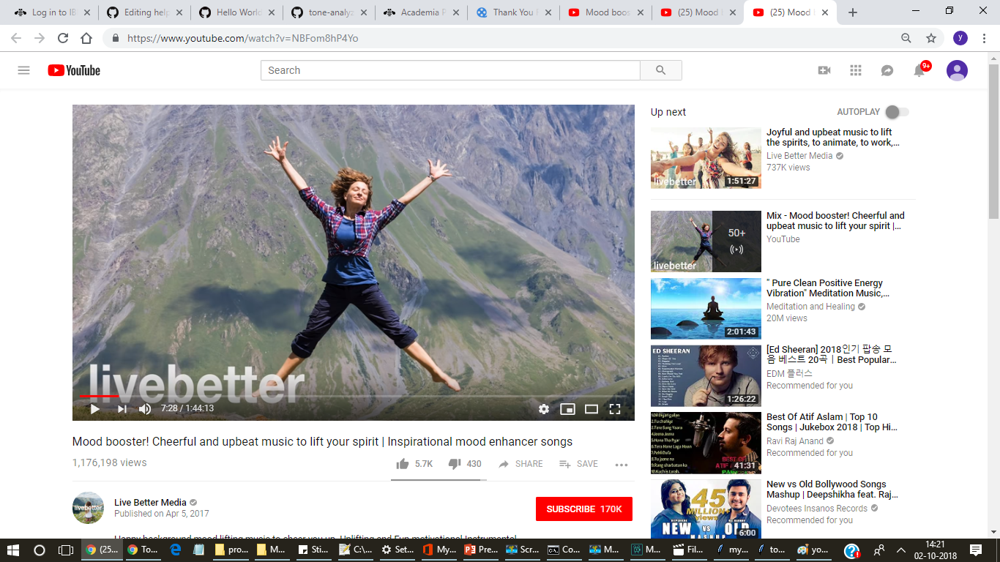 Log in to IB
Editing help
Hello World
tone-analyz
Academia P
Thank You F
Mood boos
(25) Mood
(25) Mood
https://www.youtube.com/watch?v=NBFom8hP4Yo
y
YouTube
Search
9+
livebetter
7:28 / 1:44:13
Mood booster! Cheerful and upbeat music to lift your spirit | Inspirational mood enhancer songs
1,176,198 views
5.7K
430
SHARE
SAVE
livebetter
Live Better Media
Published on Apr 5, 2017
SUBSCRIBE 170K
Happy background mood lifting music to cheer you up. Uplifting and Fun motivational Instrumental
Up next
AUTOPLAY
livebetter
1:51:27
Joyful and upbeat music to lift
the spirits, to animate, to work,...
Live Better Media
737K views
livebetter
50+
Mix - Mood booster! Cheerful and
upbeat music to lift your spirit |...
YouTube
2:01:43
" Pure Clean Positive Energy
Vibration" Meditation Music,...
Meditation and Healing
20M views
ED SHEERAN
1:26:22
[Ed Sheeran] 2018인기 팝송 모
음 베스트 20곡 | Best Popular...
EDM 플러스
Recommended for you
BEST OF
ATIF
41:31
Best Of Atif Aslam | Top 10
Songs | Jukebox 2018 | Top Hi...
Ravi Raj Anand
Recommended for you
45
MILLION
views
NEW VS OLD
MASHUP
6:00
New vs Old Bollywood Songs
Mashup | Deepshikha feat. Raj...
Devotees Insanos Records
Recommended for you
(25...
To...
pro...
M...
Sti...
C:\...
Set...
My...
Pre...
Scr...
Co...
M...
M...
Fil...
my...
to...
yo...
14:21
02-10-2018